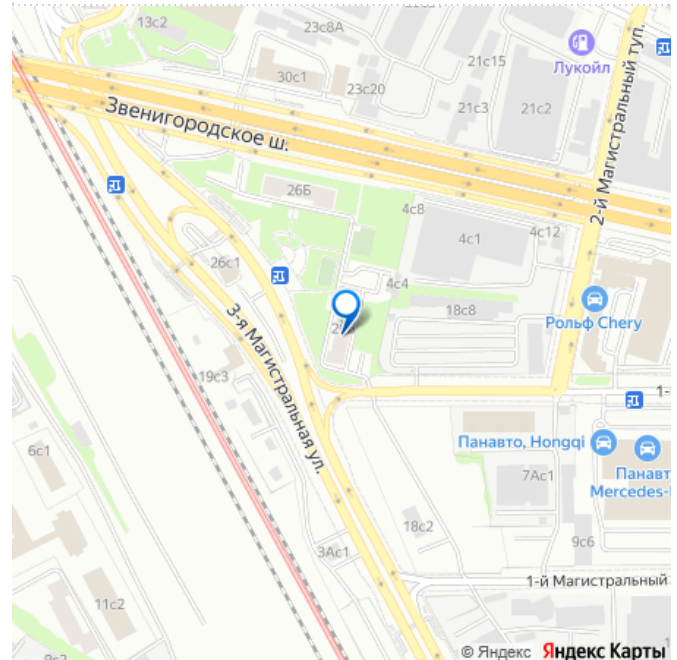 13с2
23с8А
Лукойл
2-й Магистральный туп.
30с1
23с20
21с15
21с3
21с2
Звенигородское ш.
26Б
4с8
4с1
4с12
26с1
4с4
18с8
Рольф Chery
3-я Магистральная ул.
19с3
1-
Панавто, Hongqi
Панавт
Mercedes-
6с1
7Ас1
18с2
9с6
3Ас1
1-й Магистральный
11с2
© Яндекс Яндекс Карты